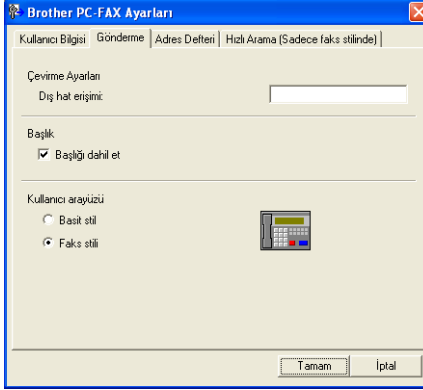 Brother PC-FAX Ayarları
Kullanıcı Bilgisi Gönderme Adres Defteri Hızlı Arama (Sadece faks stilinde)
Çevirme Ayarları
Dış hat erişimi:
Başlık
Başlığı dahil et
Kullanıcı arayüzü
Basit stil
Faks stili
Tamam İptal